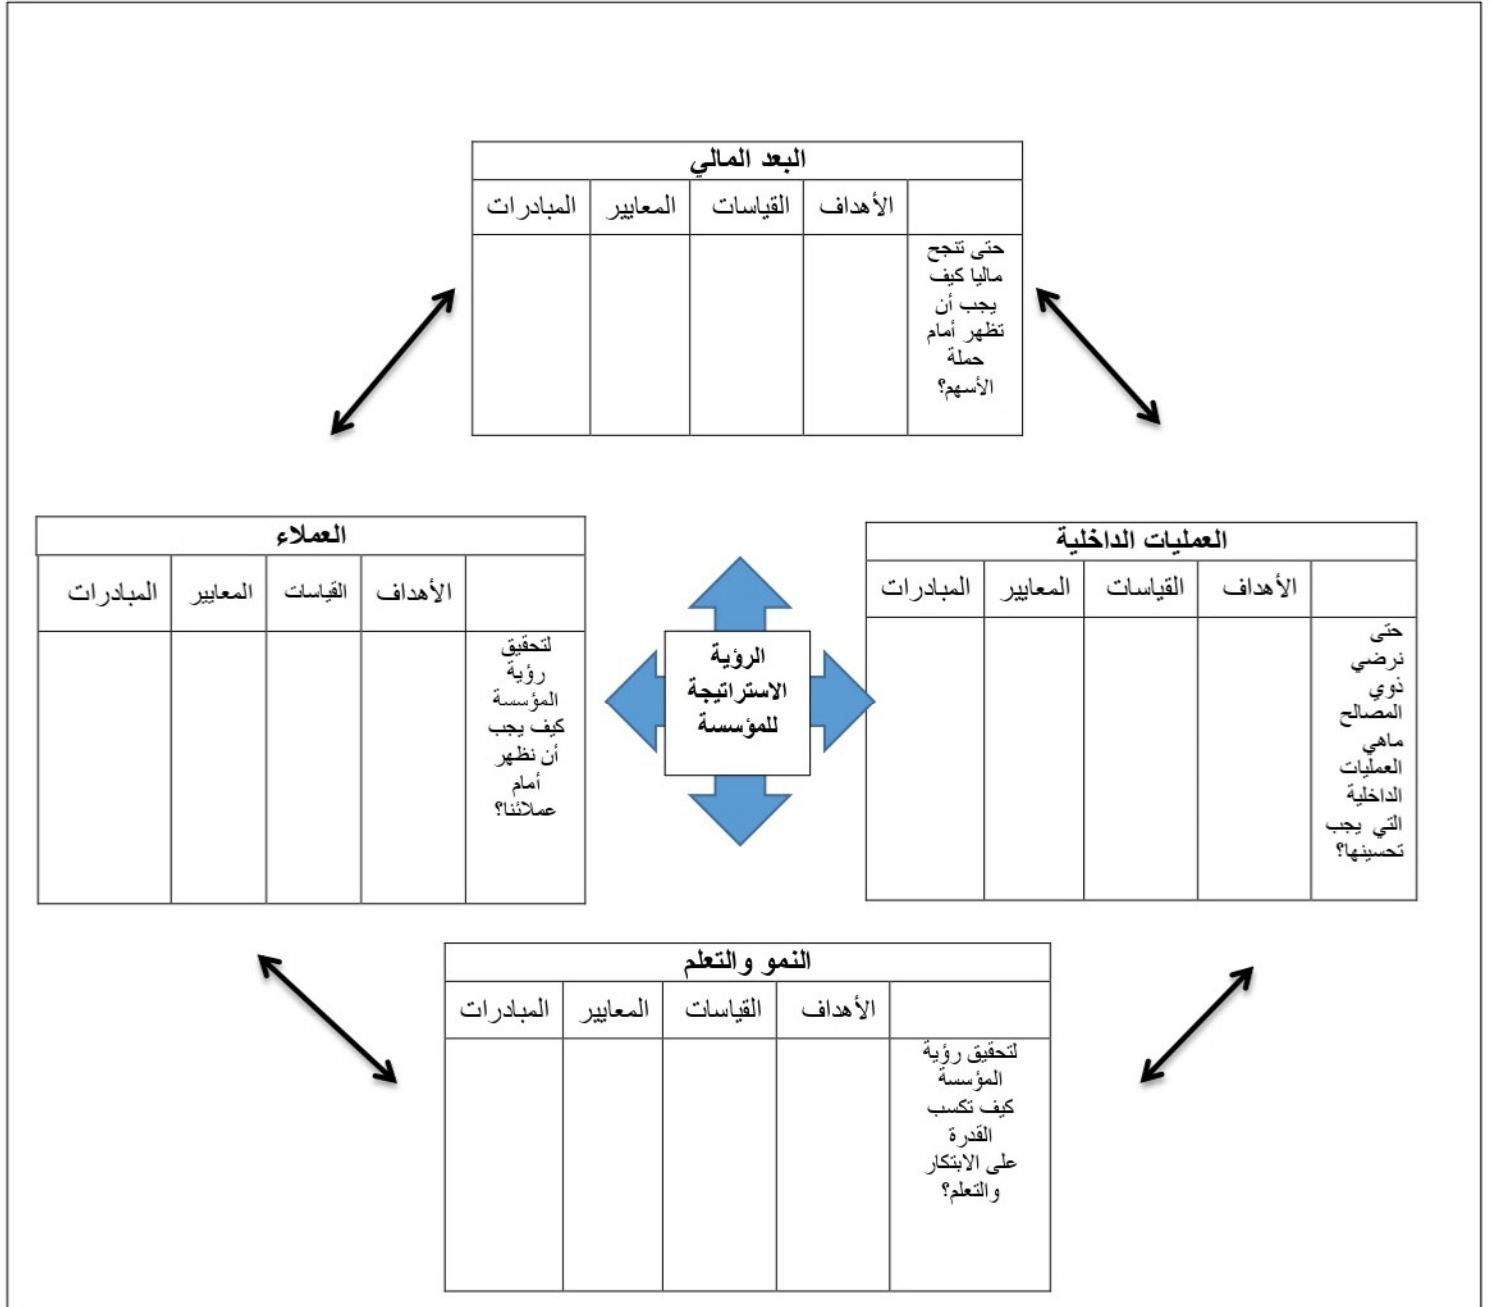 البعد المالي
الأهداف القياسات المعايير المبادرات
حتى تنجح
ماليا كيف
يجب أن
تظهر أمام
حملة
الأسهم؟
العمليات الداخلية
الأهداف القياسات المعايير المبادرات
حتى
نرضي
ذوي
المصالح
ماهي
العمليات
الداخلية
التي يجب
تحسينها؟
الرؤية
الاستراتيجة
للمؤسسة
العملاء
الأهداف القياسات المعايير المبادرات
لتحقيق
رؤية
المؤسسة
كيف يجب
أن نظهر
أمام
عملائنا؟
النمو والتعلم
الأهداف القياسات المعايير المبادرات
لتحقيق رؤية
المؤسسة
كيف تكسب
القدرة
على الابتكار
والتعلم؟